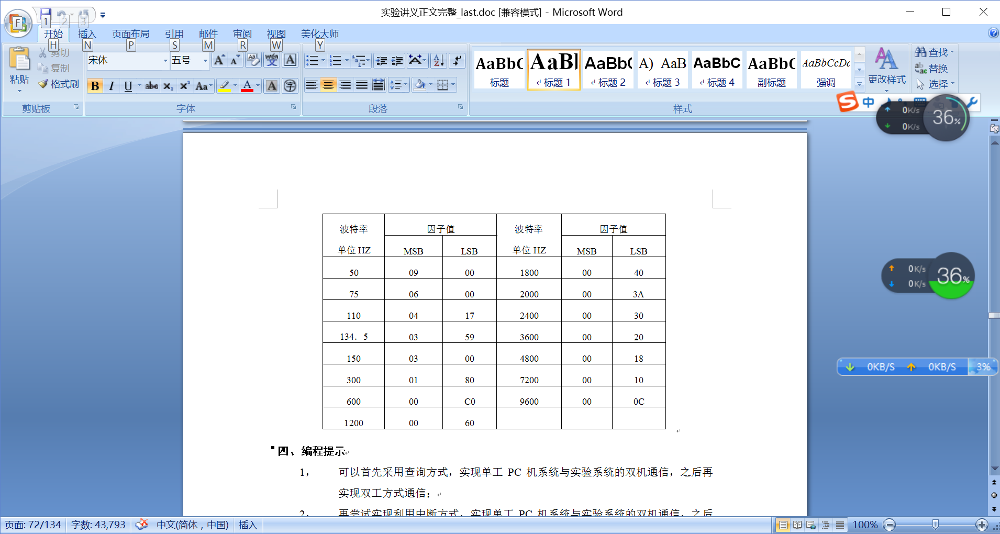 实验讲义正文完整_last.doc [兼容模式] - Microsoft Word
F 1 2 3
开始 插入 页面布局 引用 邮件 审阅 视图 美化大师
H N P S M R W Y
粘贴
剪切
复制
格式刷
剪贴板
宋体 五号
B I U abc
字体
段落
AaBbC AaBl AaBbC A) AaB AaBbC AaBbC AaBbCcDc
标题 标题 1 标题 2 标题 3 标题 4 副标题 强调
更改样式
样式
查找
替换
选择
中
0K/s
0K/s
36%
波特率 因子值 波特率 因子值
单位 HZ MSB LSB 单位 HZ MSB LSB
50 09 00 1800 00 40
75 06 00 2000 00 3A
110 04 17 2400 00 30
134．5 03 59 3600 00 20
150 03 00 4800 00 18
300 01 80 7200 00 10
600 00 C0 9600 00 0C
1200 00 60
0K/s
0K/s
36%
0KB/S 0KB/S 3%
四、编程提示
1， 可以首先采用查询方式，实现单工 PC 机系统与实验系统的双机通信，之后再
实现双工方式通信；
2， 再尝试实现利用中断方式，实现单工 PC 机系统与实验系统的双机通信，之后
页面: 72/134 字数: 43,793 中文(简体，中国) 插入 100%